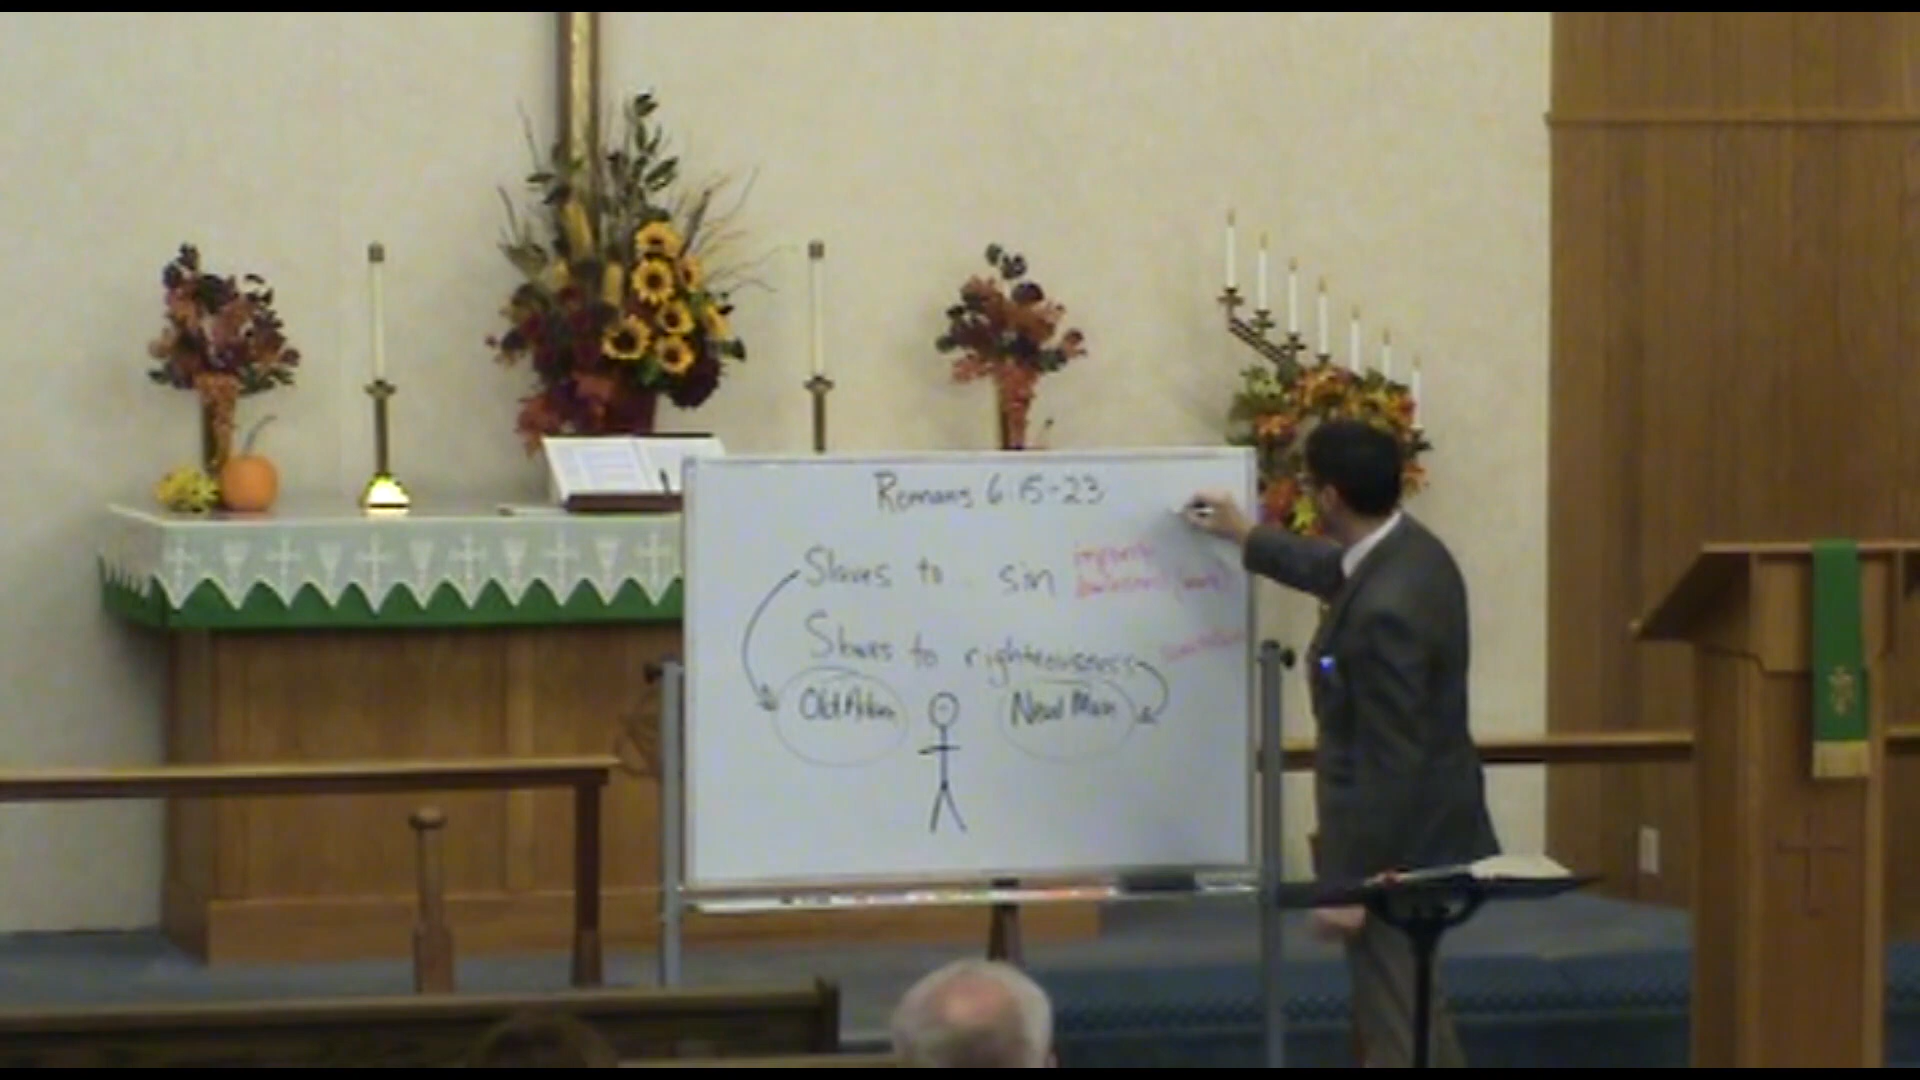 Romans 6:15-23
Slaves to sin
Slaves to righteousness
Old Adam
New Man